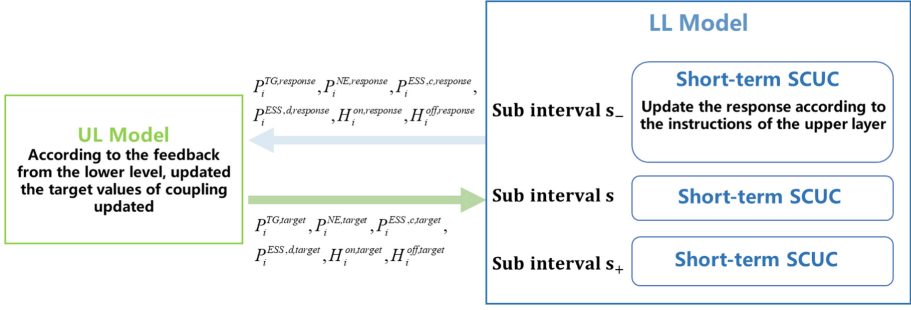 LL Model
P_i^{TG,response}, P_i^{NE,response}, P_i^{ESS,c,response},
P_i^{ESS,d,response}, H_i^{on,response}, H_i^{off,response}
Sub interval s_−
Short-term SCUC
Update the response according to
the instructions of the upper layer
UL Model
According to the feedback
from the lower level, updated
the target values of coupling
updated
Sub interval s
Short-term SCUC
P_i^{TG,target}, P_i^{NE,target}, P_i^{ESS,c,target},
P_i^{ESS,d,target}, H_i^{on,target}, H_i^{off,target}
Sub interval s_+
Short-term SCUC